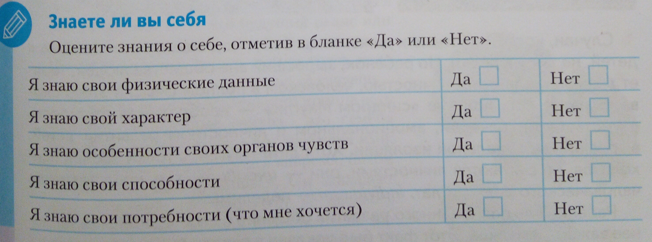 Знаете ли вы себя
Оцените знания о себе, отметив в бланке «Да» или «Нет».
Я знаю свои физические данные Да Нет
Я знаю свой характер Да Нет
Я знаю особенности своих органов чувств Да Нет
Я знаю свои способности Да Нет
Я знаю свои потребности (что мне хочется) Да Нет